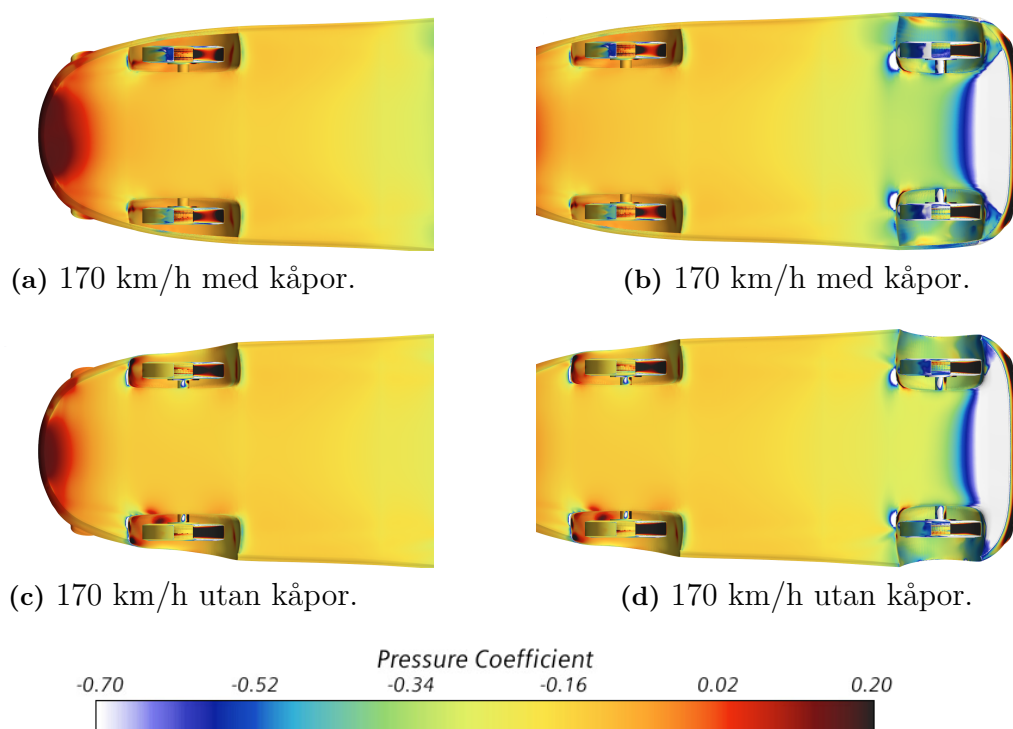 (a) 170 km/h med kåpor.
(b) 170 km/h med kåpor.
(c) 170 km/h utan kåpor.
(d) 170 km/h utan kåpor.
Pressure Coefficient
-0.70 -0.52 -0.34 -0.16 0.02 0.20